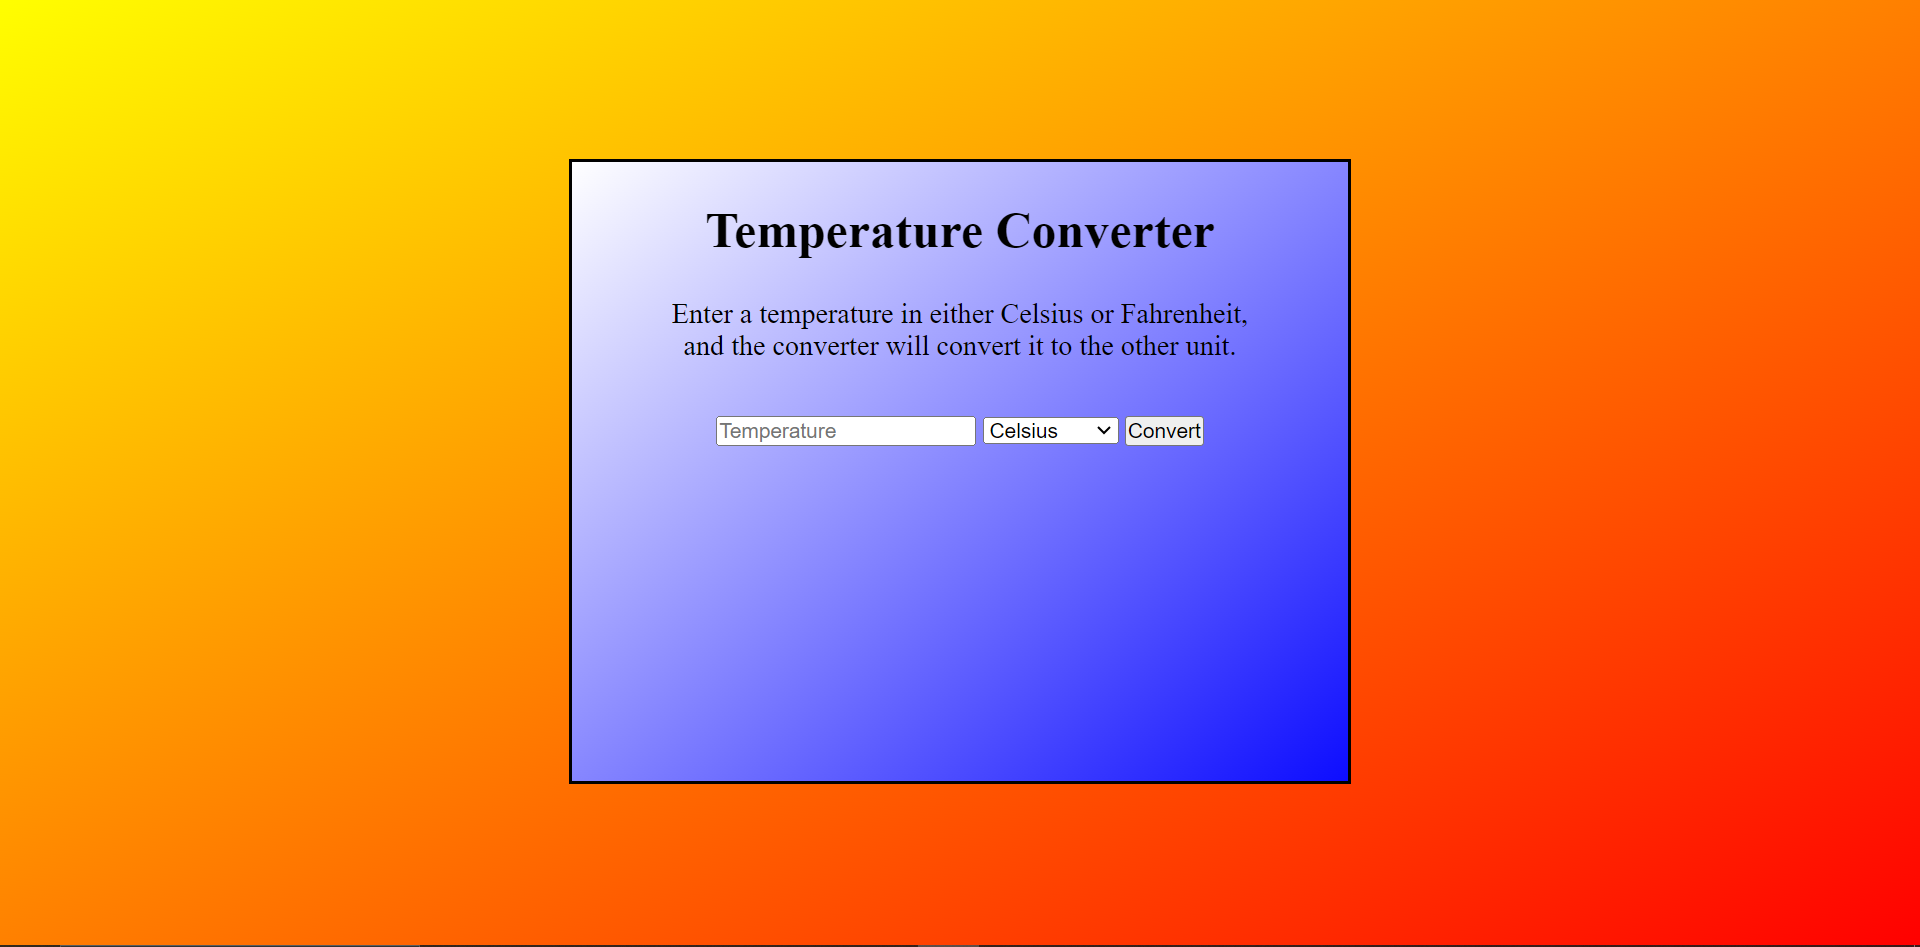 Temperature Converter
Enter a temperature in either Celsius or Fahrenheit,
and the converter will convert it to the other unit.
Temperature Celsius Convert